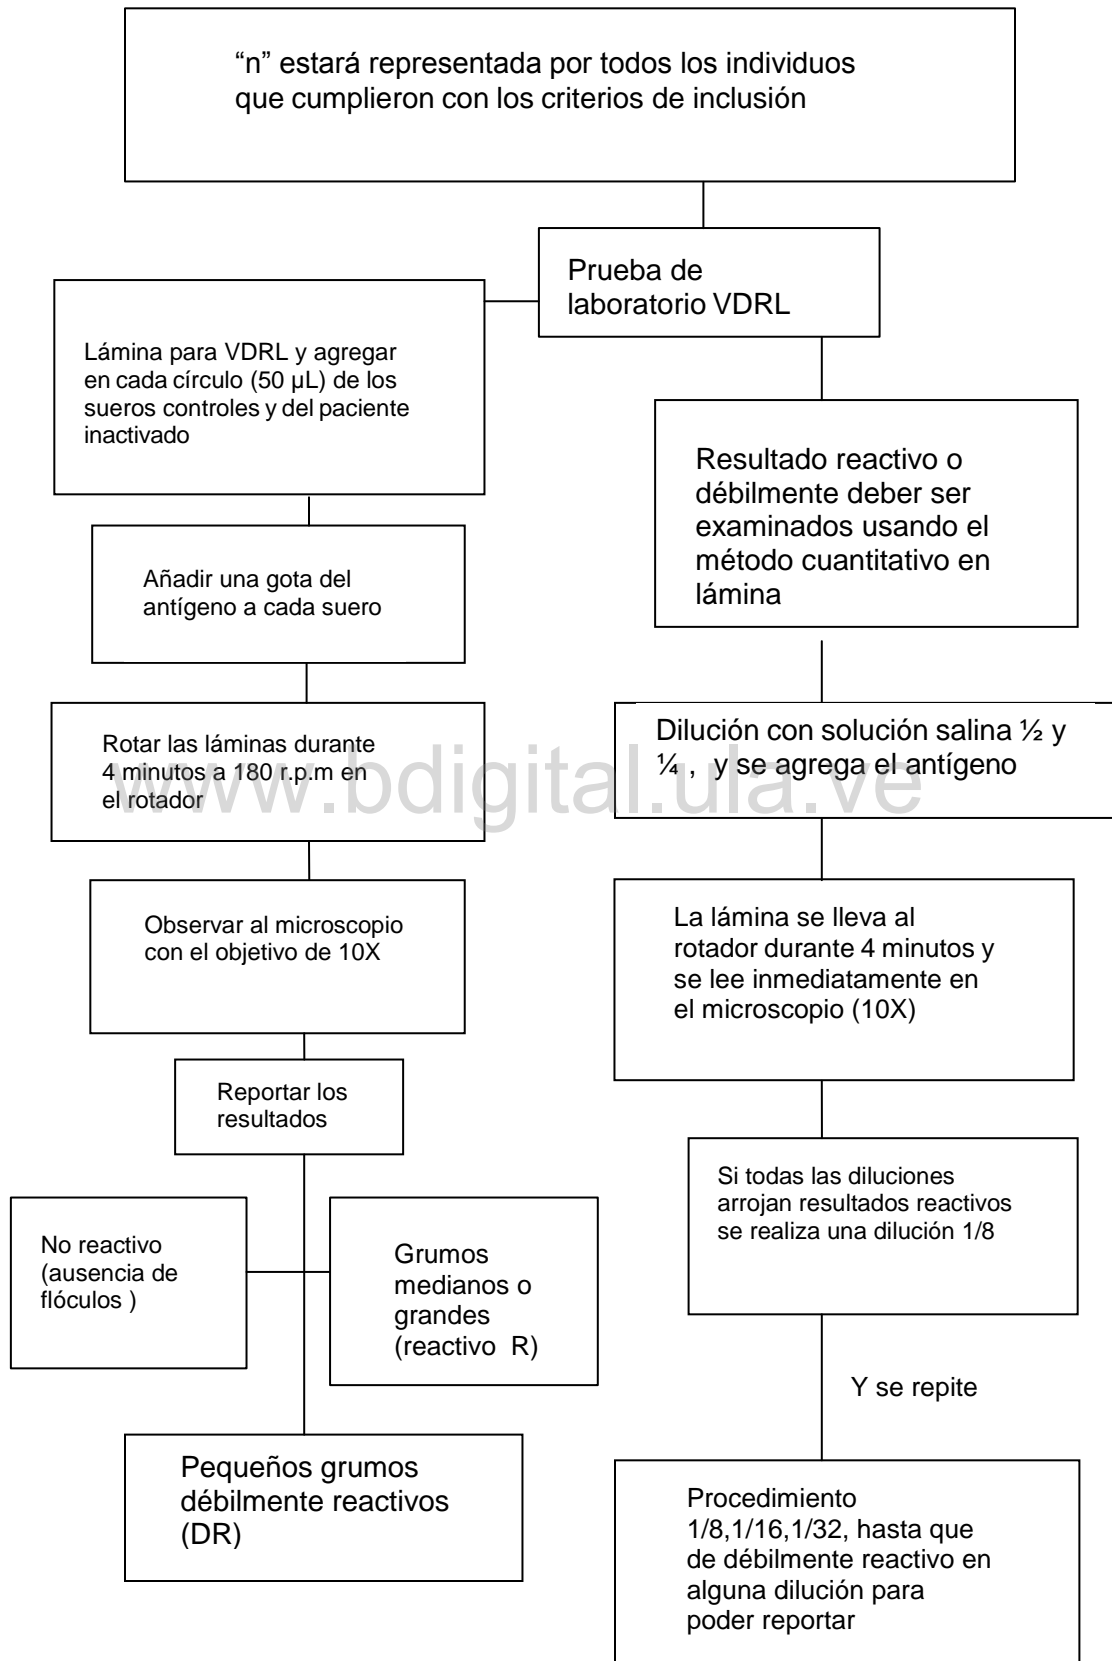 “n” estará representada por todos los individuos
que cumplieron con los criterios de inclusión
Prueba de
laboratorio VDRL
Lámina para VDRL y agregar
en cada círculo (50 µL) de los
sueros controles y del paciente
inactivado
Añadir una gota del
antígeno a cada suero
Rotar las láminas durante
4 minutos a 180 r.p.m en
el rotador
Observar al microscopio
con el objetivo de 10X
Reportar los
resultados
No reactivo
(ausencia de
flóculos )
Grumos
medianos o
grandes
(reactivo R)
Pequeños grumos
débilmente reactivos
(DR)
Resultado reactivo o
débilmente deber ser
examinados usando el
método cuantitativo en
lámina
Dilución con solución salina ½ y
¼ , y se agrega el antígeno
La lámina se lleva al
rotador durante 4 minutos y
se lee inmediatamente en
el microscopio (10X)
Si todas las diluciones
arrojan resultados reactivos
se realiza una dilución 1/8
Y se repite
Procedimiento
1/8,1/16,1/32, hasta que
de débilmente reactivo en
alguna dilución para
poder reportar
www.bdigital.ula.ve